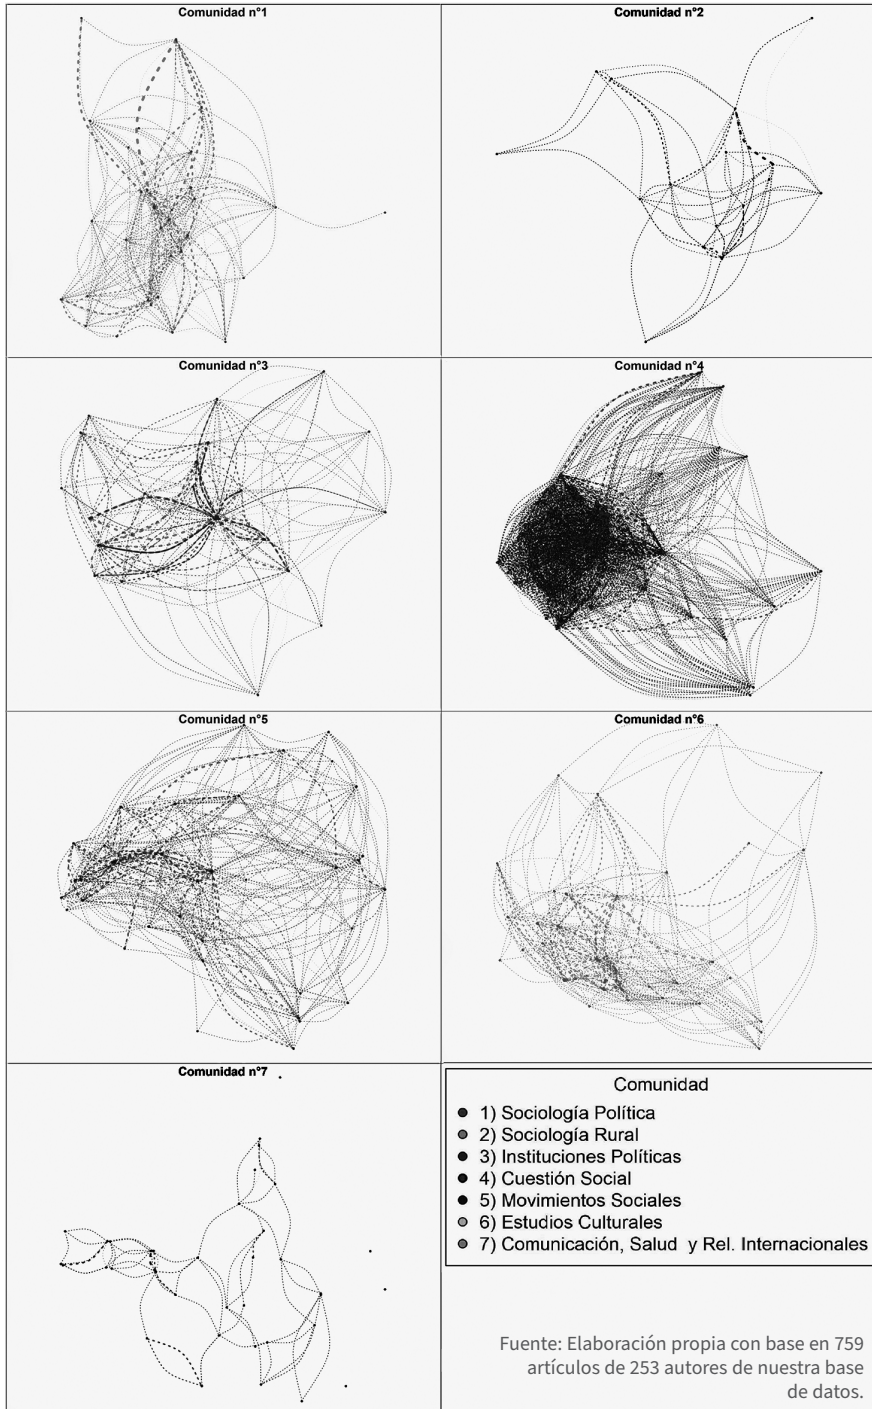 Comunidad n°1
Comunidad n°2
Comunidad n°3
Comunidad n°4
Comunidad n°5
Comunidad n°6
Comunidad n°7
Comunidad
1) Sociología Política
2) Sociología Rural
3) Instituciones Políticas
4) Cuestión Social
5) Movimientos Sociales
6) Estudios Culturales
7) Comunicación, Salud y Rel. Internacionales
Fuente: Elaboración propia con base en 759
artículos de 253 autores de nuestra base
de datos.